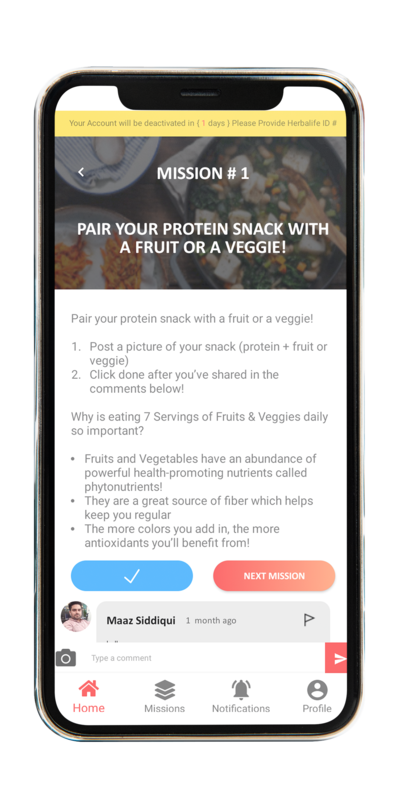 Your Account will be deactivated in { 1 days } Please Provide Herbalife ID #
MISSION # 1
PAIR YOUR PROTEIN SNACK WITH
A FRUIT OR A VEGGIE!
Pair your protein snack with a fruit or a veggie!
1. Post a picture of your snack (protein + fruit or
veggie)
2. Click done after you’ve shared in the
comments below!
Why is eating 7 Servings of Fruits & Veggies daily
so important?
• Fruits and Vegetables have an abundance of
powerful health-promoting nutrients called
phytonutrients!
• They are a great source of fiber which helps
keep you regular
• The more colors you add in, the more
antioxidants you’ll benefit from!
NEXT MISSION
Maaz Siddiqui 1 month ago
Type a comment
Home Missions Notifications Profile